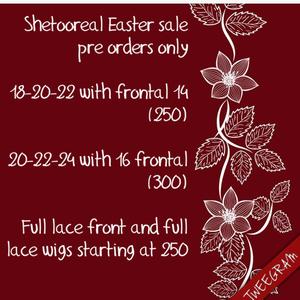 Shetooreal Easter sale
pre orders only
18-20-22 with frontal 14
(250)
20-22-24 with 16 frontal
(300)
Full lace front and full
lace wigs starting at 250
TWEEGRAM